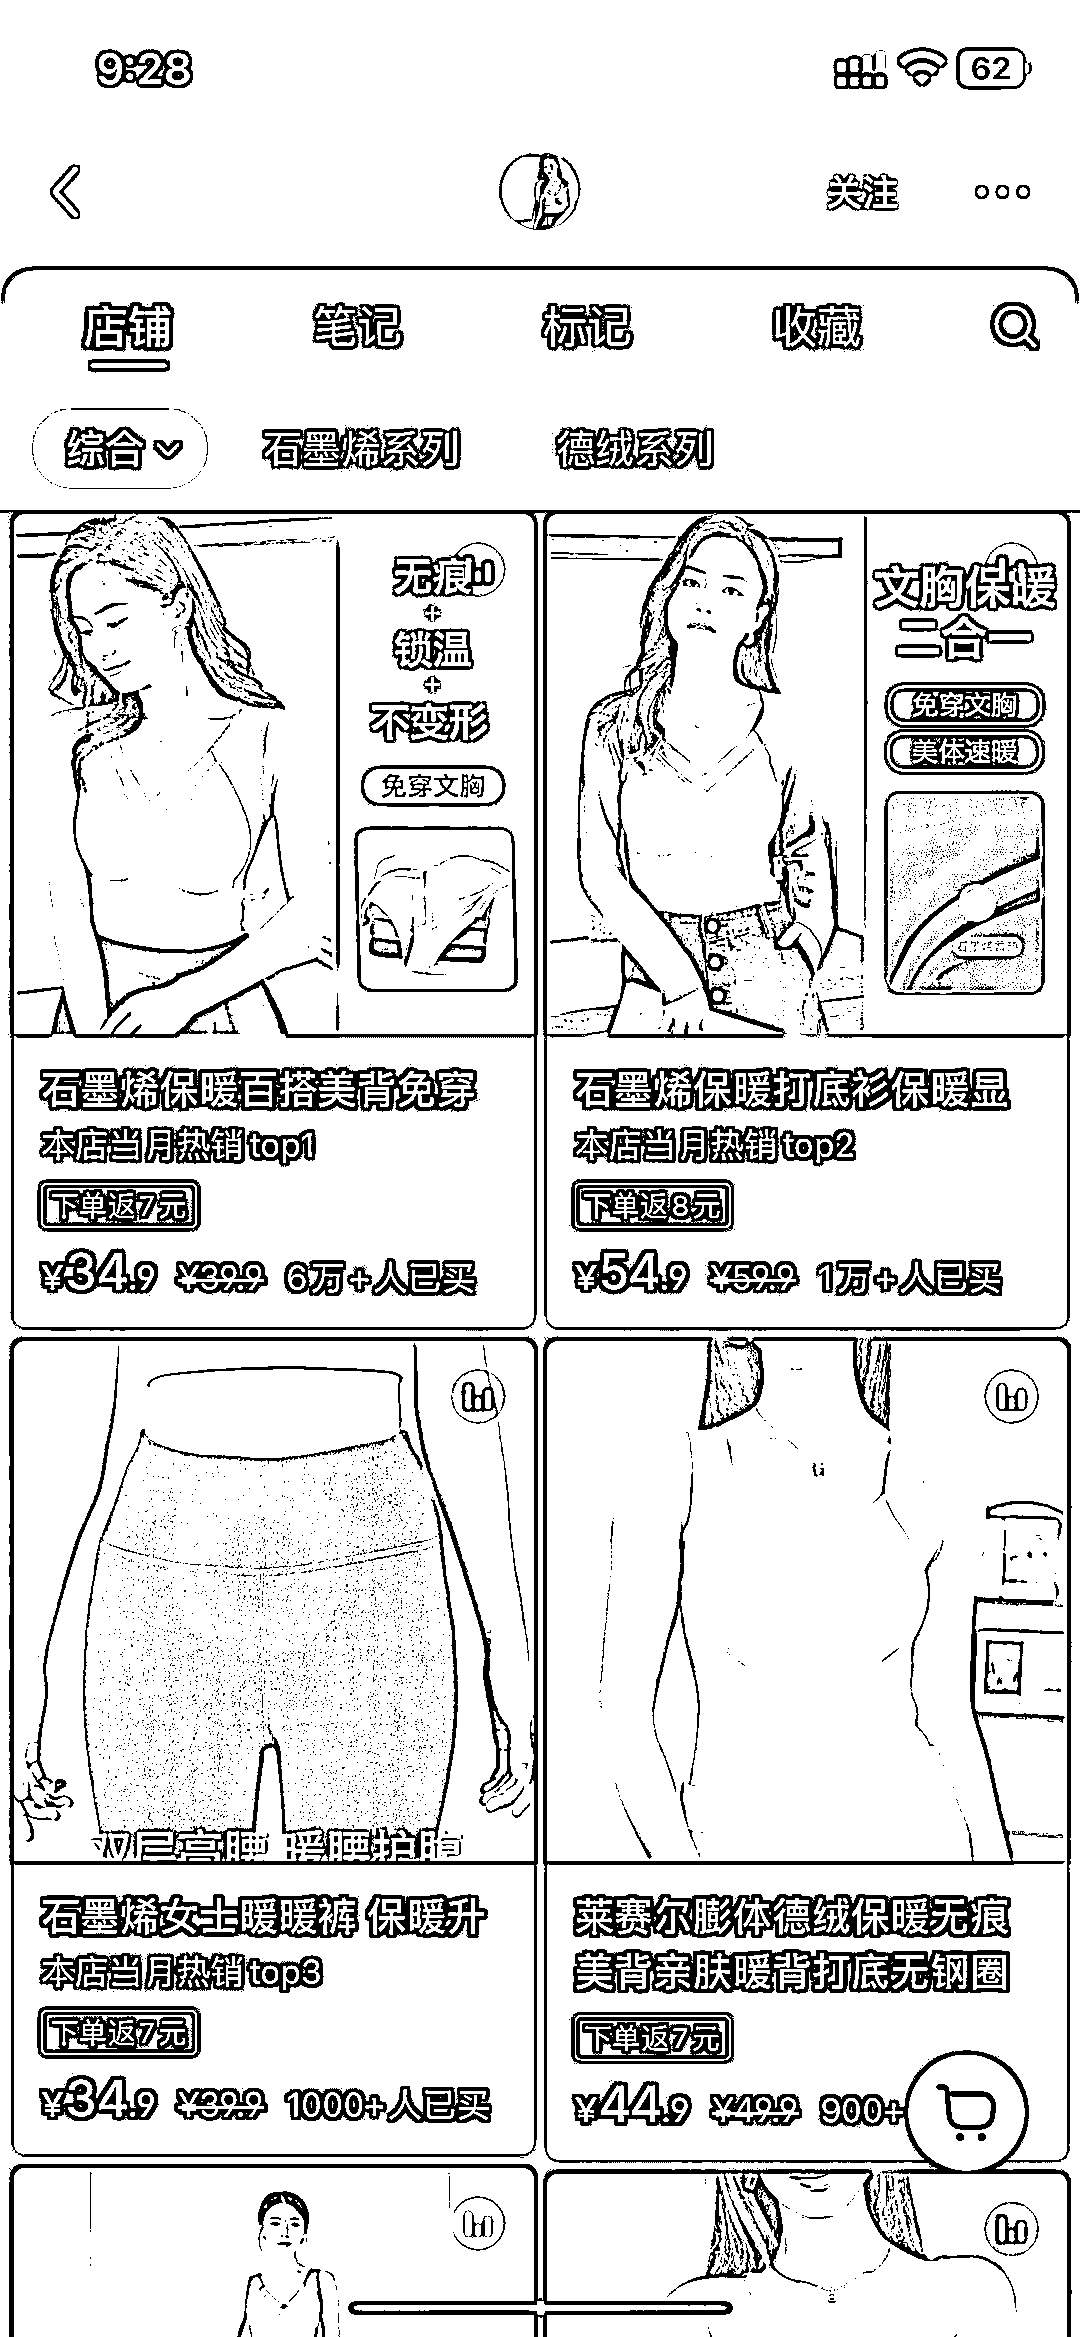 9:28
62
关注
店铺 笔记 标记 收藏
综合 石墨烯系列 德绒系列
无痕
+
锁温
+
不变形
免穿文胸
文胸保暖
二合一
免穿文胸
美体速暖
石墨烯保暖百搭美背免穿
本店当月热销top1
下单返7元
¥34.9 ¥39.9 6万+人已买
石墨烯保暖打底衫保暖显
本店当月热销top2
下单返8元
¥54.9 ¥59.9 1万+人已买
双层高腰 暖腰护腹
石墨烯女士暖暖裤 保暖升
本店当月热销top3
下单返7元
¥34.9 ¥39.9 1000+人已买
莱赛尔膨体德绒保暖无痕
美背亲肤暖背打底无钢圈
下单返7元
¥44.9 ¥49.9 900+